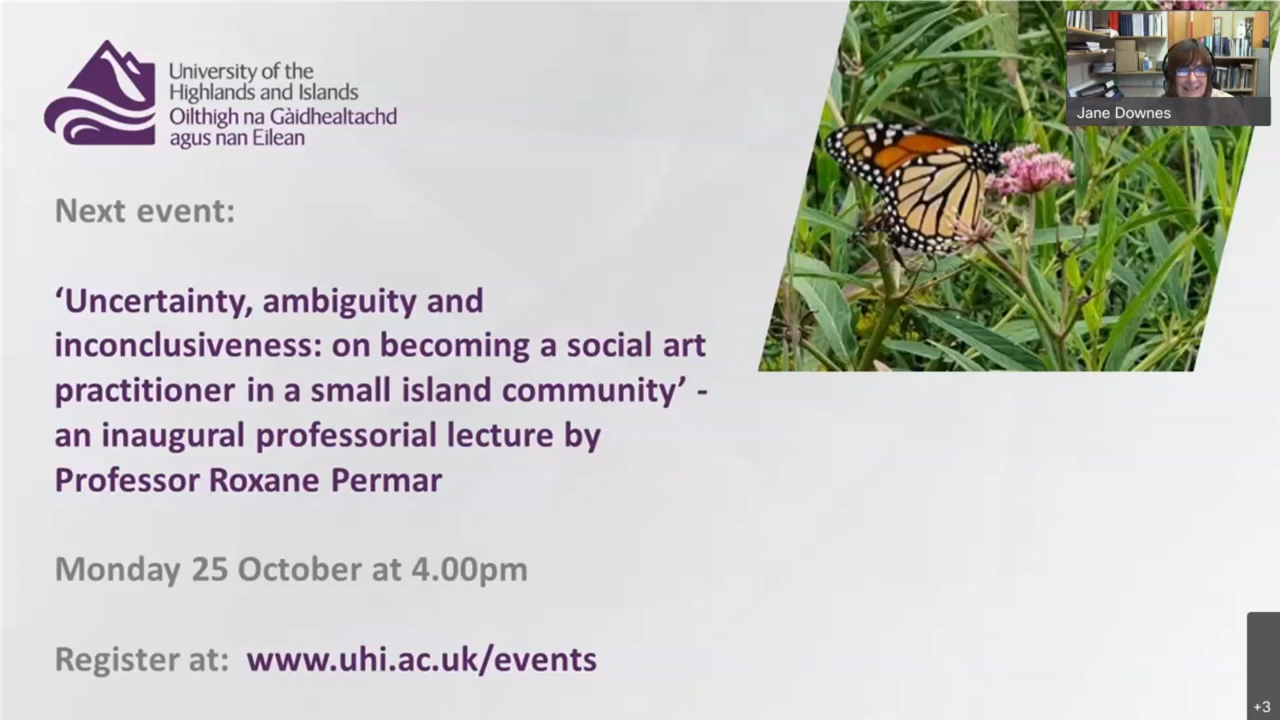 University of the
Highlands and Islands
Oilthigh na Gàidhealtachd
agus nan Eilean
Jane Downes
Next event:
‘Uncertainty, ambiguity and
inconclusiveness: on becoming a social art
practitioner in a small island community’ -
an inaugural professorial lecture by
Professor Roxane Permar
Monday 25 October at 4.00pm
Register at: www.uhi.ac.uk/events
+3